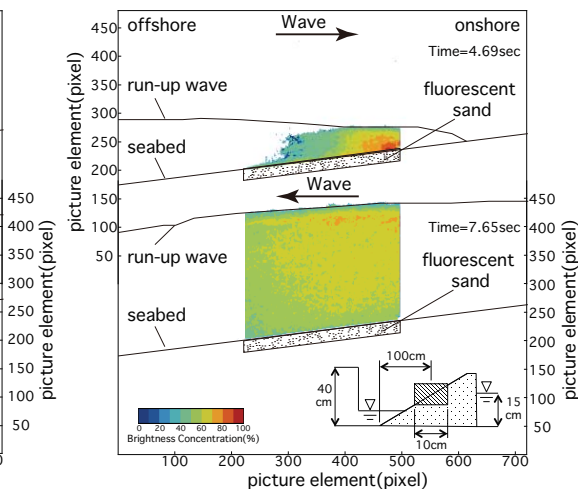 offshore
Wave
onshore
Time=4.69sec
run-up wave
fluorescent
sand
seabed
450
400
350
300
250
200
150
100
50
picture element(pixel)
Wave
Time=7.65sec
run-up wave
fluorescent
sand
seabed
450
400
350
300
250
200
150
100
50
picture element(pixel)
450
400
350
300
250
200
150
100
50
picture element(pixel)
100cm
40
cm
15
cm
10cm
0 20 40 60 80 100
Brightness Concentration(%)
100 200 300 400 500 600 700
picture element(pixel)
0